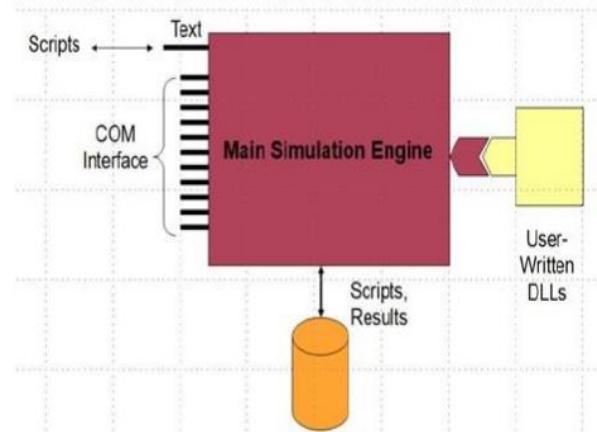 Text
Scripts
COM
Interface
Main Simulation Engine
User-
Written
DLLs
Scripts,
Results